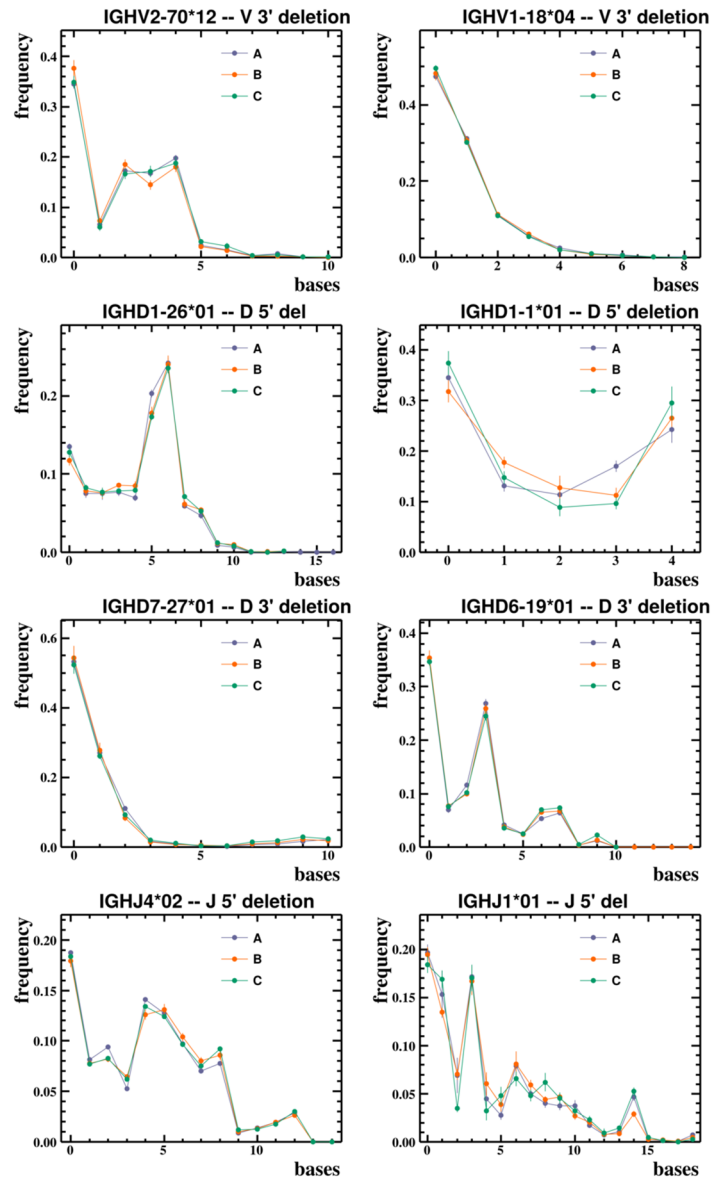 IGHV2-70*12 -- V 3' deletion
frequency
0.4
0.3
0.2
0.1
0.0
A
B
C
0 5 10
bases
IGHV1-18*04 -- V 3' deletion
frequency
0.4
0.2
0.0
A
B
C
0 2 4 6 8
bases
IGHD1-26*01 -- D 5' del
frequency
0.2
0.1
0.0
A
B
C
0 5 10 15
bases
IGHD1-1*01 -- D 5' deletion
frequency
0.4
0.3
0.2
0.1
0.0
A
B
C
0 1 2 3 4
bases
IGHD7-27*01 -- D 3' deletion
frequency
0.6
0.4
0.2
0.0
A
B
C
0 5 10
bases
IGHD6-19*01 -- D 3' deletion
frequency
0.4
0.3
0.2
0.1
0.0
A
B
C
0 5 10
bases
IGHJ4*02 -- J 5' deletion
frequency
0.20
0.15
0.10
0.05
0.00
A
B
C
0 5 10
bases
IGHJ1*01 -- J 5' del
frequency
0.20
0.15
0.10
0.05
0.00
A
B
C
0 5 10 15
bases